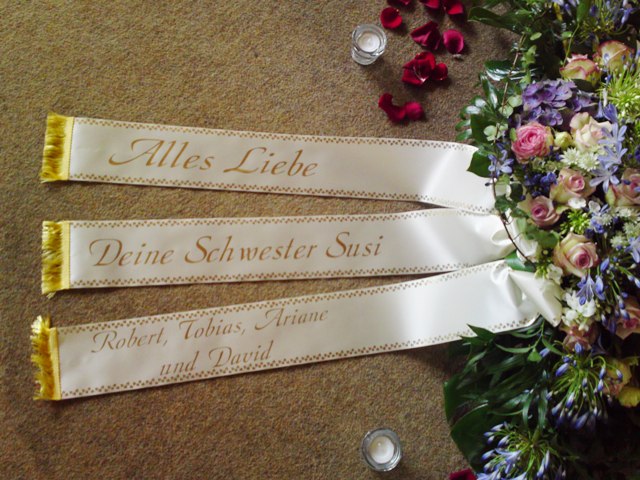 Alles Liebe
Deine Schwester Susi
Robert, Tobias, Ariane
und David